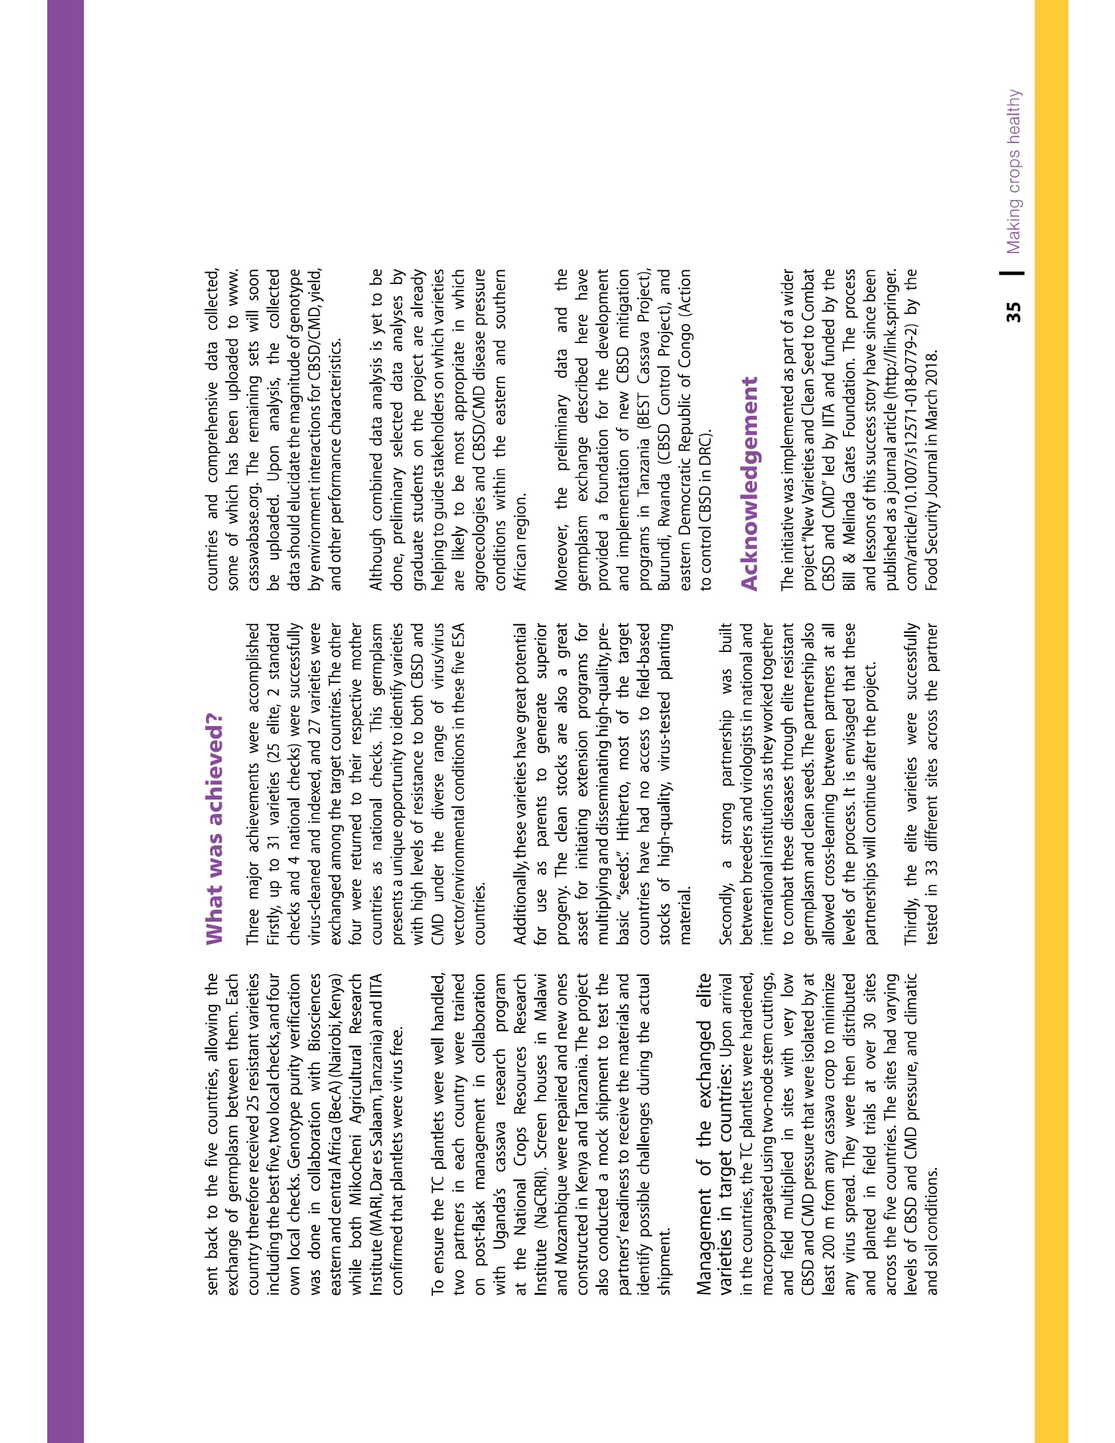 sent back to the five countries, allowing the
exchange of germplasm between them. Each
country therefore received 25 resistant varieties
including the best five, two local checks, and four
own local checks. Genotype purity verification
was done in collaboration with Biosciences
eastern and central Africa (BecA) (Nairobi, Kenya)
while both Mikocheni Agricultural Research
Institute (MARI, Dar es Salaam, Tanzania) and IITA
confirmed that plantlets were virus free.
To ensure the TC plantlets were well handled,
two partners in each country were trained
on post-flask management in collaboration
with Uganda's cassava research program
at the National Crops Resources Research
Institute (NaCRRI). Screen houses in Malawi
and Mozambique were repaired and new ones
constructed in Kenya and Tanzania. The project
also conducted a mock shipment to test the
partners' readiness to receive the materials and
identify possible challenges during the actual
shipment.
Management of the exchanged elite
varieties in target countries: Upon arrival
in the countries, the TC plantlets were hardened,
macropropagated using two-node stem cuttings,
and field multiplied in sites with very low
CBSD and CMD pressure that were isolated by at
least 200 m from any cassava crop to minimize
any virus spread. They were then distributed
and planted in field trials at over 30 sites
across the five countries. The sites had varying
levels of CBSD and CMD pressure, and climatic
and soil conditions.
What was achieved?
Three major achievements were accomplished
Firstly, up to 31 varieties (25 elite, 2 standard
checks and 4 national checks) were successfully
virus-cleaned and indexed, and 27 varieties were
exchanged among the target countries. The other
four were returned to their respective mother
countries as national checks. This germplasm
presents a unique opportunity to identify varieties
with high levels of resistance to both CBSD and
CMD under the diverse range of virus/virus
vector/environmental conditions in these five ESA
countries.
Additionally, these varieties have great potential
for use as parents to generate superior
progeny. The clean stocks are also a great
asset for initiating extension programs for
multiplying and disseminating high-quality, pre-
basic “seeds”. Hitherto, most of the target
countries have had no access to field-based
stocks of high-quality, virus-tested planting
material.
Secondly, a strong partnership was built
between breeders and virologists in national and
international institutions as they worked together
to combat these diseases through elite resistant
germplasm and clean seeds. The partnership also
allowed cross-learning between partners at all
levels of the process. It is envisaged that these
partnerships will continue after the project.
Thirdly, the elite varieties were successfully
tested in 33 different sites across the partner
countries and comprehensive data collected,
some of which has been uploaded to www.
cassavabase.org. The remaining sets will soon
be uploaded. Upon analysis, the collected
data should elucidate the magnitude of genotype
by environment interactions for CBSD/CMD, yield,
and other performance characteristics.
Although combined data analysis is yet to be
done, preliminary selected data analyses by
graduate students on the project are already
helping to guide stakeholders on which varieties
are likely to be most appropriate in which
agroecologies and CBSD/CMD disease pressure
conditions within the eastern and southern
African region.
Moreover, the preliminary data and the
germplasm exchange described here have
provided a foundation for the development
and implementation of new CBSD mitigation
programs in Tanzania (BEST Cassava Project),
Burundi, Rwanda (CBSD Control Project), and
eastern Democratic Republic of Congo (Action
to control CBSD in DRC).
Acknowledgement
The initiative was implemented as part of a wider
project “New Varieties and Clean Seed to Combat
CBSD and CMD” led by IITA and funded by the
Bill & Melinda Gates Foundation. The process
and lessons of this success story have since been
published as a journal article (http://link.springer.
com/article/10.1007/s12571-018-0779-2) by the
Food Security Journal in March 2018.
35
Making crops healthy